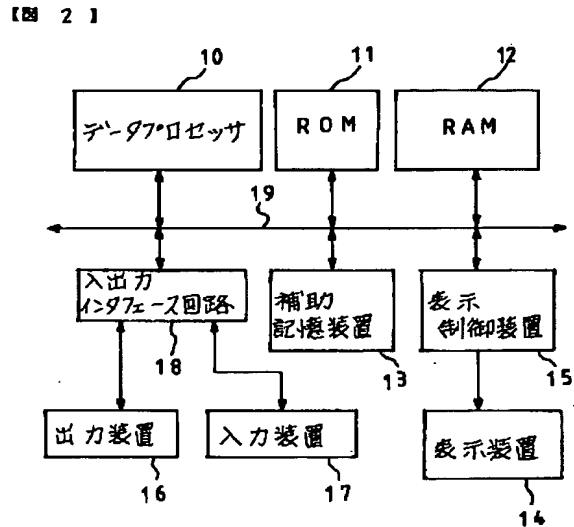 【図 2】
10
11
12
データプロセッサ
ROM
RAM
19
入出力
インタフェース回路
補助
記憶装置
表示
制御装置
18
13
15
出力装置
入力装置
表示装置
16
17
14